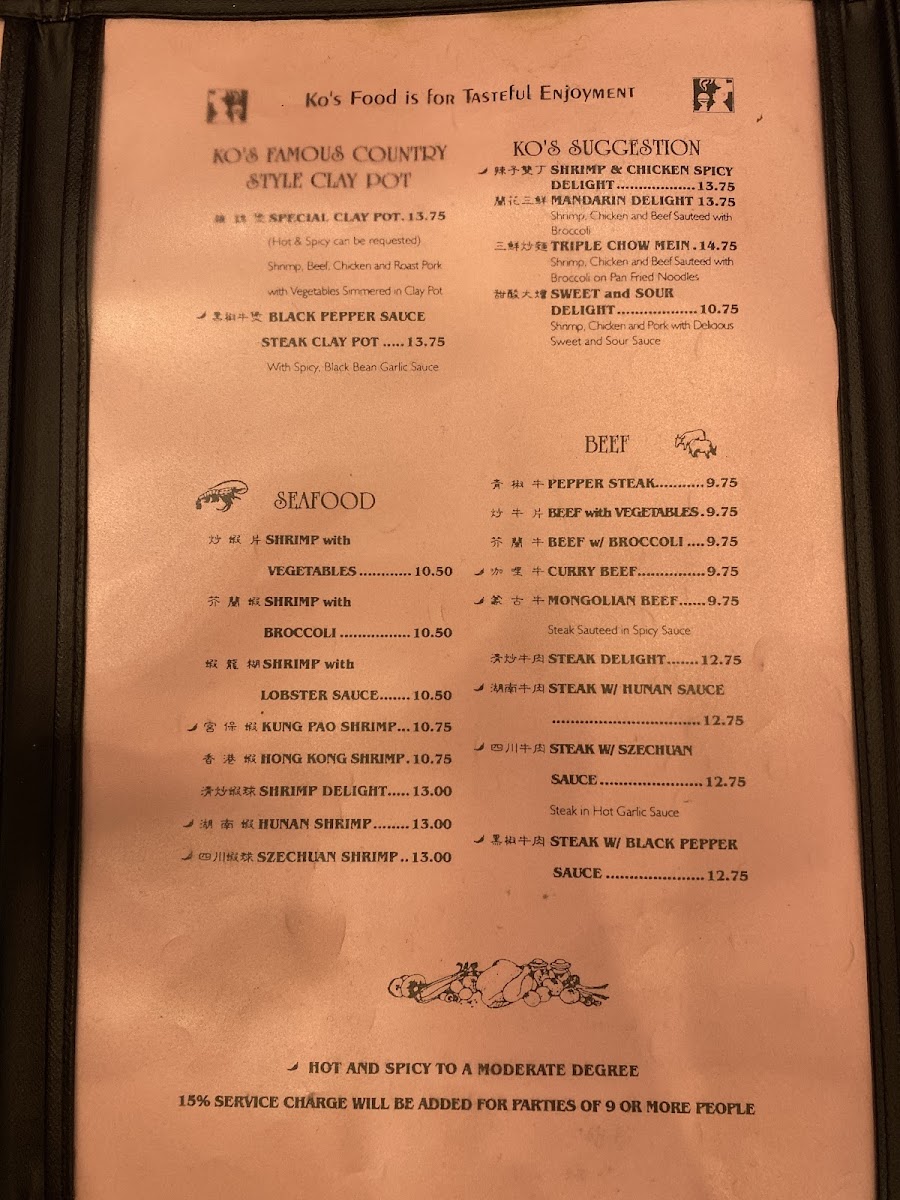 Ko's Food is for Tasteful Enjoyment
KO'S FAMOUS COUNTRY
STYLE CLAY POT
SPECIAL CLAY POT. 13.75
(Hot & Spicy can be requested)
Shrimp, Beef, Chicken and Roast Pork
with Vegetables Simmered in Clay Pot
黑椒牛煲 BLACK PEPPER SAUCE
STEAK CLAY POT ..... 13.75
With Spicy, Black Bean Garlic Sauce
SEAFOOD
炒蝦片 SHRIMP with
VEGETABLES ............ 10.50
芥蘭蝦 SHRIMP with
BROCCOLI ................ 10.50
蝦龍糊 SHRIMP with
LOBSTER SAUCE ....... 10.50
宮保蝦 KUNG PAO SHRIMP... 10.75
香港蝦 HONG KONG SHRIMP. 10.75
清炒蝦球 SHRIMP DELIGHT..... 13.00
湖南蝦 HUNAN SHRIMP ........ 13.00
四川蝦球 SZECHUAN SHRIMP .. 13.00
KO'S SUGGESTION
辣子雙丁 SHRIMP & CHICKEN SPICY
DELIGHT .................. 13.75
蘭花三鮮 MANDARIN DELIGHT 13.75
Shrimp, Chicken and Beef Sauteed with
Broccoli
三鮮炒麵 TRIPLE CHOW MEIN . 14.75
Shrimp, Chicken and Beef Sauteed with
Broccoli on Pan Fried Noodles
甜酸大燴 SWEET and SOUR
DELIGHT .................. 10.75
Shrimp, Chicken and Pork with Delicious
Sweet and Sour Sauce
BEEF
青椒牛 PEPPER STEAK........... 9.75
炒牛片 BEEF with VEGETABLES . 9.75
芥蘭牛 BEEF w/ BROCCOLI .... 9.75
咖喱牛 CURRY BEEF............... 9.75
蒙古牛 MONGOLIAN BEEF...... 9.75
Steak Sauteed in Spicy Sauce
清炒牛肉 STEAK DELIGHT....... 12.75
湖南牛肉 STEAK W/ HUNAN SAUCE
................................ 12.75
四川牛肉 STEAK W/ SZECHUAN
SAUCE ...................... 12.75
Steak in Hot Garlic Sauce
黑椒牛肉 STEAK W/ BLACK PEPPER
SAUCE ..................... 12.75
HOT AND SPICY TO A MODERATE DEGREE
15% SERVICE CHARGE WILL BE ADDED FOR PARTIES OF 9 OR MORE PEOPLE